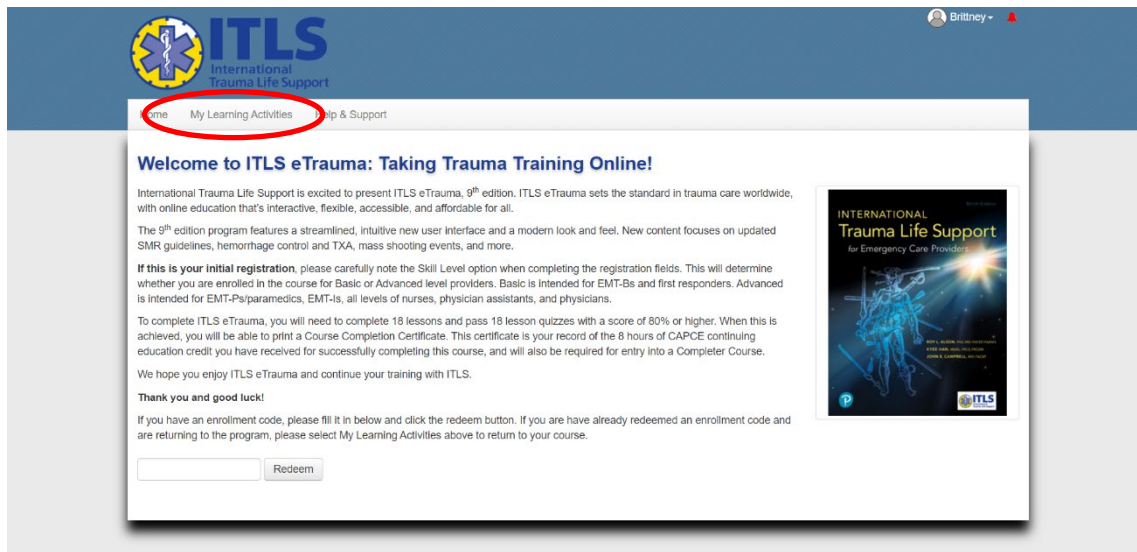 Brittney
ITLS
International
Trauma Life Support
Home My Learning Activities Help & Support
Welcome to ITLS eTrauma: Taking Trauma Training Online!
International Trauma Life Support is excited to present ITLS eTrauma, 9th edition. ITLS eTrauma sets the standard in trauma care worldwide,
with online education that's interactive, flexible, accessible, and affordable for all.
The 9th edition program features a streamlined, intuitive new user interface and a modern look and feel. New content focuses on updated
SMR guidelines, hemorrhage control and TXA, mass shooting events, and more.
If this is your initial registration, please carefully note the Skill Level option when completing the registration fields. This will determine
whether you are enrolled in the course for Basic or Advanced level providers. Basic is intended for EMT-Bs and first responders. Advanced
is intended for EMT-Ps/paramedics, EMT-Is, all levels of nurses, physician assistants, and physicians.
To complete ITLS eTrauma, you will need to complete 18 lessons and pass 18 lesson quizzes with a score of 80% or higher. When this is
achieved, you will be able to print a Course Completion Certificate. This certificate is your record of the 8 hours of CAPCE continuing
education credit you have received for successfully completing this course, and will also be required for entry into a Completer Course.
We hope you enjoy ITLS eTrauma and continue your training with ITLS.
Thank you and good luck!
If you have an enrollment code, please fill it in below and click the redeem button. If you are have already redeemed an enrollment code and
are returning to the program, please select My Learning Activities above to return to your course.
Redeem
INTERNATIONAL
Trauma Life Support
for Emergency Care Providers
P
ITLS